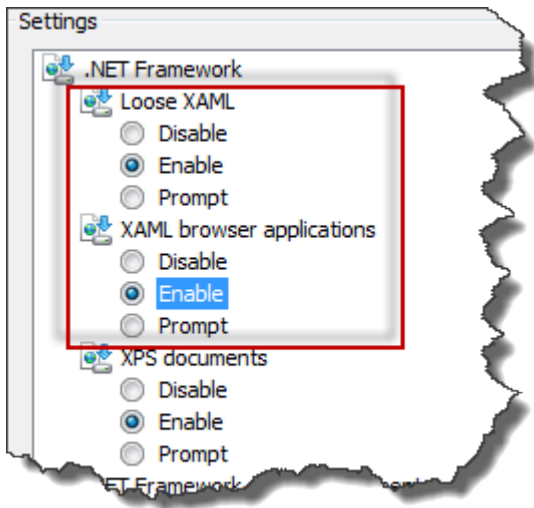 Settings
.NET Framework
Loose XAML
Disable
Enable
Prompt
XAML browser applications
Disable
Enable
Prompt
XPS documents
Disable
Enable
Prompt
Framework